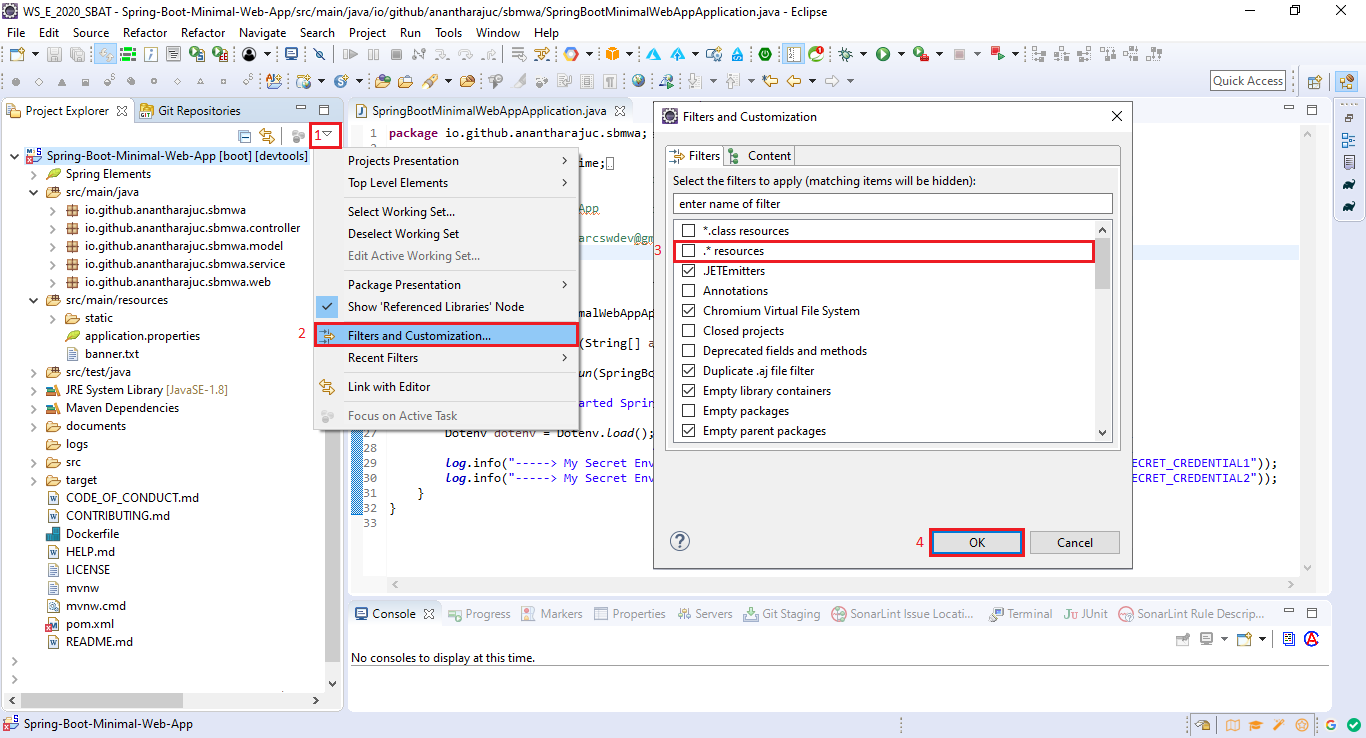 WS_E_2020_SBAT - Spring-Boot-Minimal-Web-App/src/main/java/io/github/anantharajuc/sbmwa/SpringBootMinimalWebAppApplication.java - Eclipse
File Edit Source Refactor Refactor Navigate Search Project Run Tools Window Help
Quick Access
Project Explorer
Git Repositories
1
Spring-Boot-Minimal-Web-App [boot] [devtools]
Spring Elements
src/main/java
io.github.anantharajuc.sbmwa
io.github.anantharajuc.sbmwa.controller
io.github.anantharajuc.sbmwa.model
io.github.anantharajuc.sbmwa.service
io.github.anantharajuc.sbmwa.web
src/main/resources
static
application.properties
banner.txt
src/test/java
JRE System Library [JavaSE-1.8]
Maven Dependencies
documents
logs
src
target
CODE_OF_CONDUCT.md
CONTRIBUTING.md
Dockerfile
HELP.md
LICENSE
mvnw
mvnw.cmd
pom.xml
README.md
Projects Presentation
Top Level Elements
Select Working Set...
Deselect Working Set
Edit Active Working Set...
Package Presentation
Show 'Referenced Libraries' Node
2
Filters and Customization...
Recent Filters
Link with Editor
Focus on Active Task
SpringBootMinimalWebAppApplication.java
1 package io.github.anantharajuc.sbmwa;
ime;
App
arcswdev@gm
malWebAppAp
(String[] a
un(SpringBo
arted Sprin
27 Dotenv dotenv = Dotenv.load();
28
29 log.info("-----> My Secret Env
ECRET_CREDENTIAL1"));
30 log.info("-----> My Secret Env
ECRET_CREDENTIAL2"));
31 }
32 }
33
Filters and Customization
Filters
Content
Select the filters to apply (matching items will be hidden):
enter name of filter
*.class resources
3
.* resources
.JETEmitters
Annotations
Chromium Virtual File System
Closed projects
Deprecated fields and methods
Duplicate .aj file filter
Empty library containers
Empty packages
Empty parent packages
4
OK
Cancel
Console Progress Markers Properties Servers Git Staging SonarLint Issue Locati... Terminal JUnit SonarLint Rule Descrip...
No consoles to display at this time.
Spring-Boot-Minimal-Web-App